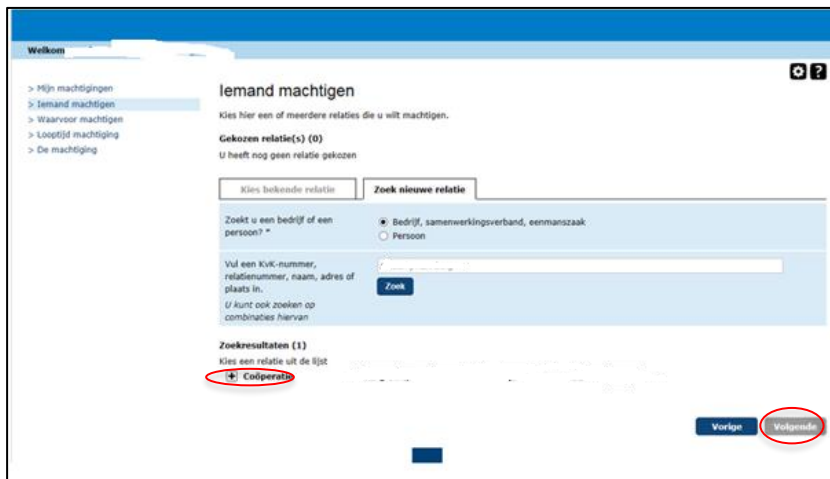 Welkom
> Mijn machtigingen
> Iemand machtigen
> Waarvoor machtigen
> Looptijd machtiging
> De machtiging
?
Iemand machtigen
Kies hier een of meerdere relaties die u wilt machtigen.
Gekozen relatie(s) (0)
U heeft nog geen relatie gekozen
Kies bekende relatie
Zoek nieuwe relatie
Zoekt u een bedrijf of een
persoon? *
Bedrijf, samenwerkingsverband, eenmanszaak
Persoon
Vul een KvK-nummer,
relatienummer, naam, adres of
plaats in.
U kunt ook zoeken op
combinaties hiervan
Zoek
Zoekresultaten (1)
Kies een relatie uit de lijst
+ Coöperatie
Vorige
Volgende